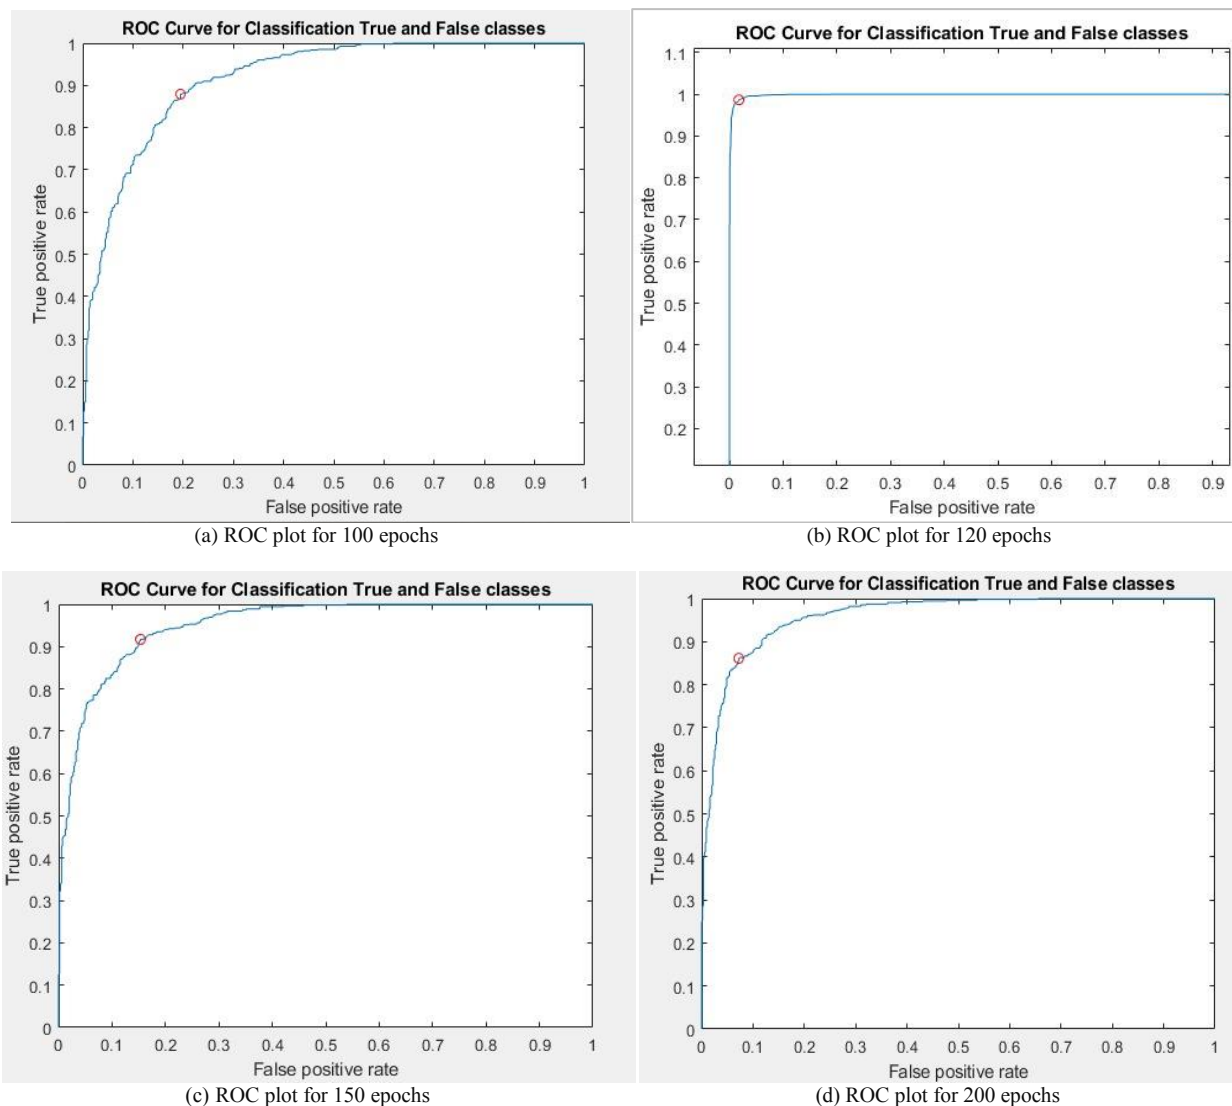 ROC Curve for Classification True and False classes
True positive rate
1
0.9
0.8
0.7
0.6
0.5
0.4
0.3
0.2
0.1
0
0 0.1 0.2 0.3 0.4 0.5 0.6 0.7 0.8 0.9 1
False positive rate
(a) ROC plot for 100 epochs
ROC Curve for Classification True and False classes
True positive rate
1.1
1
0.9
0.8
0.7
0.6
0.5
0.4
0.3
0.2
0 0.1 0.2 0.3 0.4 0.5 0.6 0.7 0.8 0.9
False positive rate
(b) ROC plot for 120 epochs
ROC Curve for Classification True and False classes
True positive rate
1
0.9
0.8
0.7
0.6
0.5
0.4
0.3
0.2
0.1
0
0 0.1 0.2 0.3 0.4 0.5 0.6 0.7 0.8 0.9 1
False positive rate
(c) ROC plot for 150 epochs
ROC Curve for Classification True and False classes
True positive rate
1
0.9
0.8
0.7
0.6
0.5
0.4
0.3
0.2
0.1
0
0 0.1 0.2 0.3 0.4 0.5 0.6 0.7 0.8 0.9 1
False positive rate
(d) ROC plot for 200 epochs